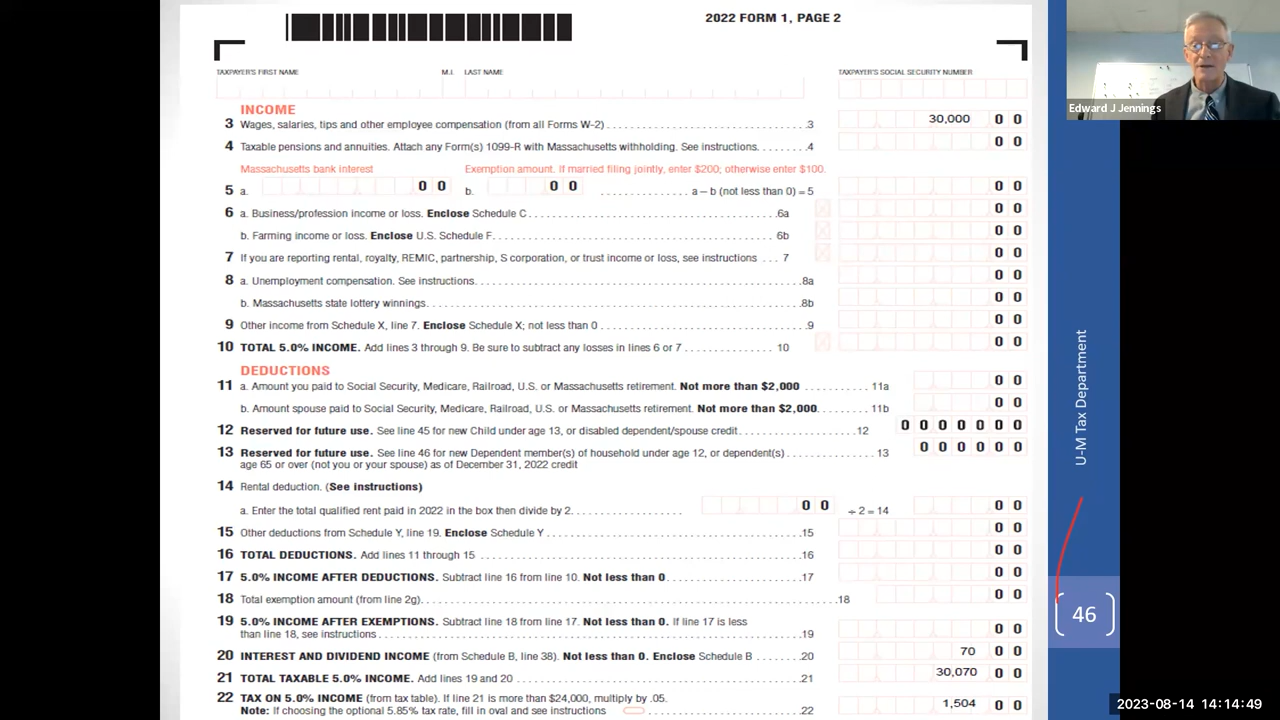 2022 FORM 1, PAGE 2
TAXPAYER'S FIRST NAME M.I. LAST NAME TAXPAYER'S SOCIAL SECURITY NUMBER
INCOME
3 Wages, salaries, tips and other employee compensation (from all Forms W-2) 3 30,000 0 0
4 Taxable pensions and annuities. Attach any Form(s) 1099-R with Massachusetts withholding. See instructions. 4 0 0
Massachusetts bank interest Exemption amount. If married filing jointly, enter $200; otherwise enter $100.
5 a. 0 0 b. 0 0 a – b (not less than 0) = 5 0 0
6 a. Business/profession income or loss. Enclose Schedule C 6a 0 0
b. Farming income or loss. Enclose U.S. Schedule F 6b 0 0
7 If you are reporting rental, royalty, REMIC, partnership, S corporation, or trust income or loss, see instructions 7 0 0
8 a. Unemployment compensation. See instructions 8a 0 0
b. Massachusetts state lottery winnings 8b 0 0
9 Other income from Schedule X, line 7. Enclose Schedule X; not less than 0 9 0 0
10 TOTAL 5.0% INCOME. Add lines 3 through 9. Be sure to subtract any losses in lines 6 or 7 10 0 0
DEDUCTIONS
11 a. Amount you paid to Social Security, Medicare, Railroad, U.S. or Massachusetts retirement. Not more than $2,000 11a 0 0
b. Amount spouse paid to Social Security, Medicare, Railroad, U.S. or Massachusetts retirement. Not more than $2,000 11b 0 0
12 Reserved for future use. See line 45 for new Child under age 13, or disabled dependent/spouse credit 12 0 0 0 0 0 0 0
13 Reserved for future use. See line 46 for new Dependent member(s) of household under age 12, or dependent(s) 13 0 0 0 0 0 0
age 65 or over (not you or your spouse) as of December 31, 2022 credit
14 Rental deduction. (See instructions)
a. Enter the total qualified rent paid in 2022 in the box then divide by 2 0 0 ÷ 2 = 14 0 0
15 Other deductions from Schedule Y, line 19. Enclose Schedule Y 15 0 0
16 TOTAL DEDUCTIONS. Add lines 11 through 15 16 0 0
17 5.0% INCOME AFTER DEDUCTIONS. Subtract line 16 from line 10. Not less than 0 17 0 0
18 Total exemption amount (from line 2g) 18 0 0
19 5.0% INCOME AFTER EXEMPTIONS. Subtract line 18 from line 17. Not less than 0. If line 17 is less
than line 18, see instructions 19 0 0
20 INTEREST AND DIVIDEND INCOME (from Schedule B, line 38). Not less than 0. Enclose Schedule B 20 70 0 0
21 TOTAL TAXABLE 5.0% INCOME. Add lines 19 and 20 21 30,070 0 0
22 TAX ON 5.0% INCOME (from tax table). If line 21 is more than $24,000, multiply by .05.
Note: If choosing the optional 5.85% tax rate, fill in oval and see instructions 22 1,504 0 0
Edward J Jennings
U-M Tax Department
46
2023-08-14 14:14:49